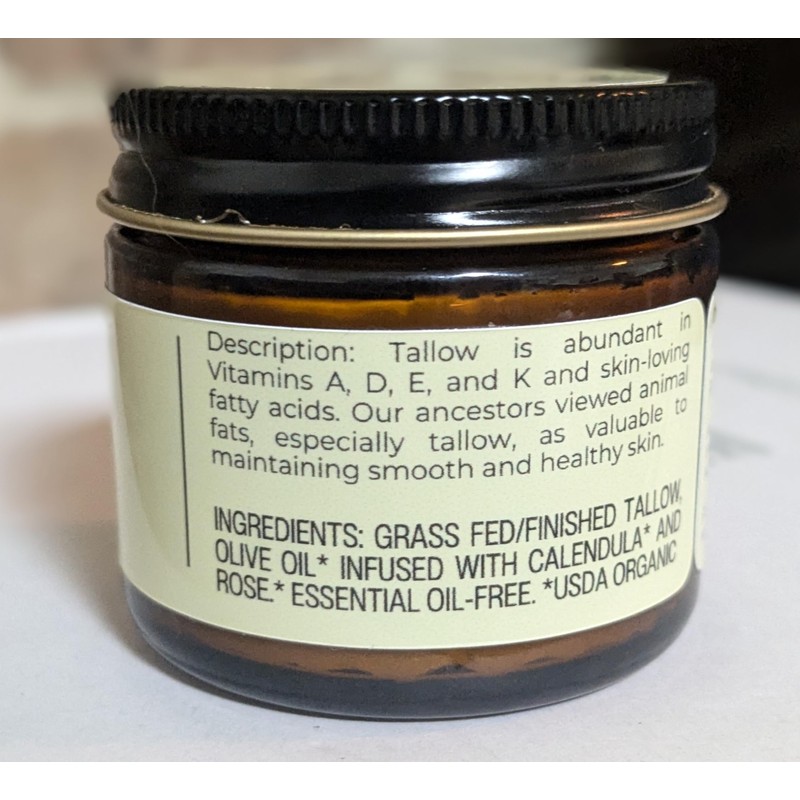 Description: Tallow is abundant in
Vitamins A, D, E, and K and skin-loving
fatty acids. Our ancestors viewed animal
fats, especially tallow, as valuable to
maintaining smooth and healthy skin.
INGREDIENTS: GRASS FED/FINISHED TALLOW,
OLIVE OIL* INFUSED WITH CALENDULA* AND
ROSE.* ESSENTIAL OIL-FREE. *USDA ORGANIC